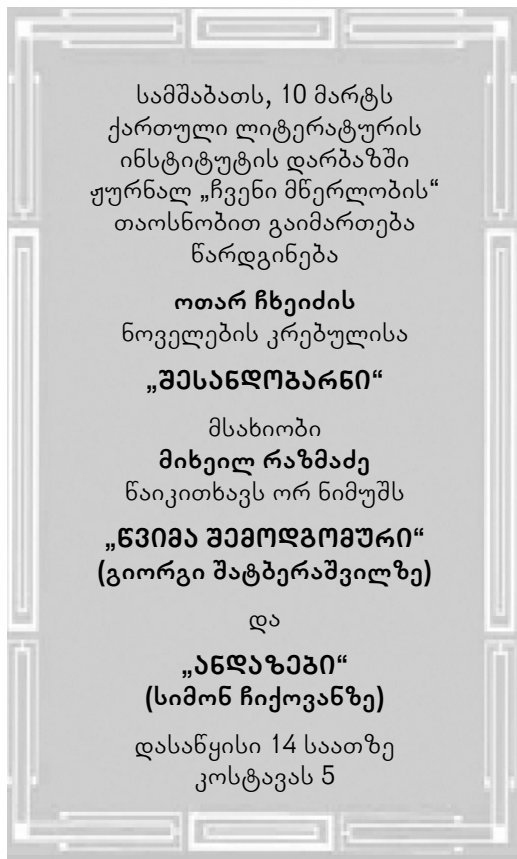 სამშაბათს, 10 მარტს
ქართული ლიტერატურის
ინსტიტუტის დარბაზში
ჟურნალ „ჩვენი მწერლობის“
თაოსნობით გაიმართება
წარდგინება
ოთარ ჩხეიძის
ნოველების კრებულისა
„შესანდობარნი“
მსახიობი
მიხეილ რაზმაძე
წაიკითხავს ორ ნიმუშს
„წვიმა შემოდგომური“
(გიორგი შატბერაშვილზე)
და
„ანდაზები“
(სიმონ ჩიქოვანზე)
დასაწყისი 14 საათზე
კოსტავას 5